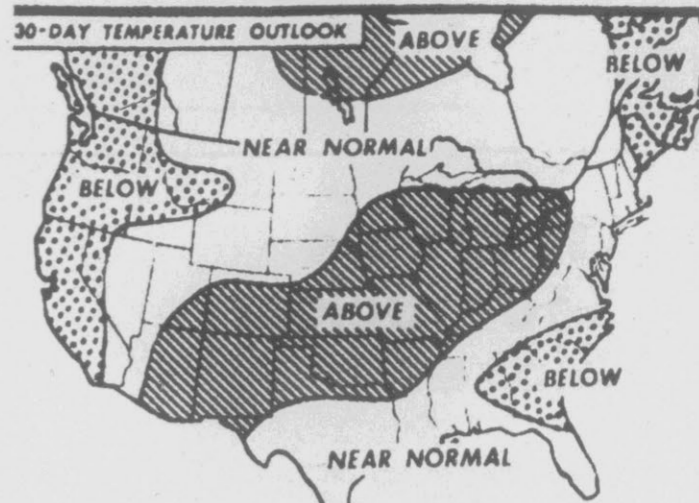 30-DAY TEMPERATURE OUTLOOK
ABOVE
BELOW
NEAR NORMAL
BELOW
ABOVE
BELOW
NEAR NORMAL